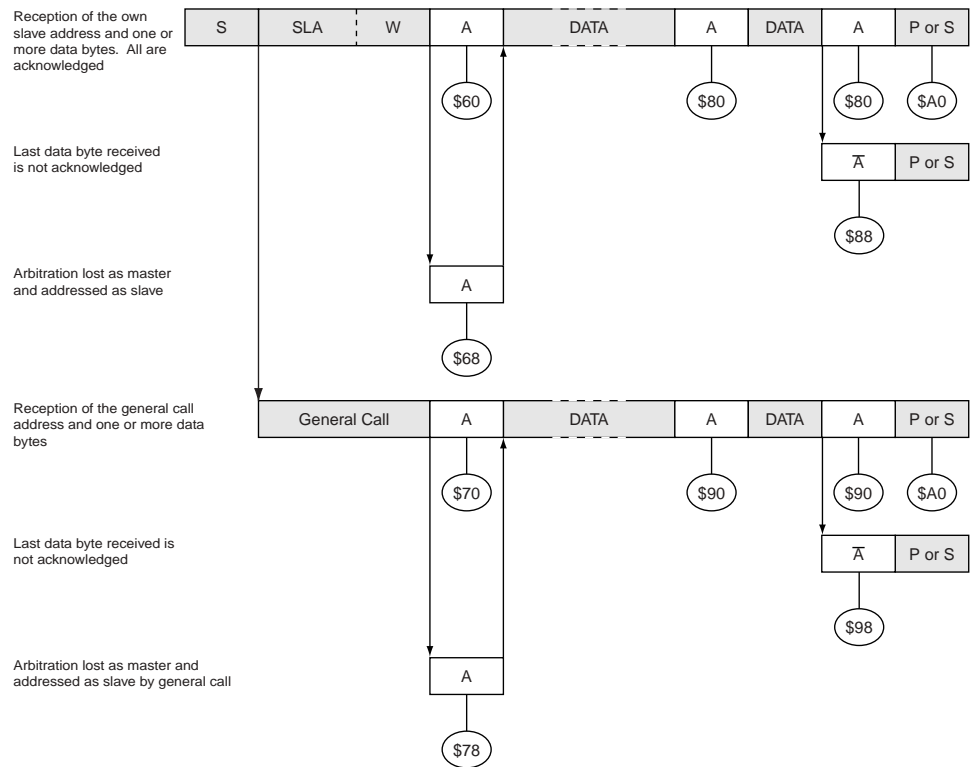 Reception of the own
slave address and one or
more data bytes. All are
acknowledged
S SLA W A DATA A DATA A P or S
$60 $80 $80 $A0
Last data byte received
is not acknowledged
A̅ P or S
$88
Arbitration lost as master
and addressed as slave
A
$68
Reception of the general call
address and one or more data
bytes
General Call A DATA A DATA A P or S
$70 $90 $90 $A0
Last data byte received is
not acknowledged
A̅ P or S
$98
Arbitration lost as master and
addressed as slave by general call
A
$78